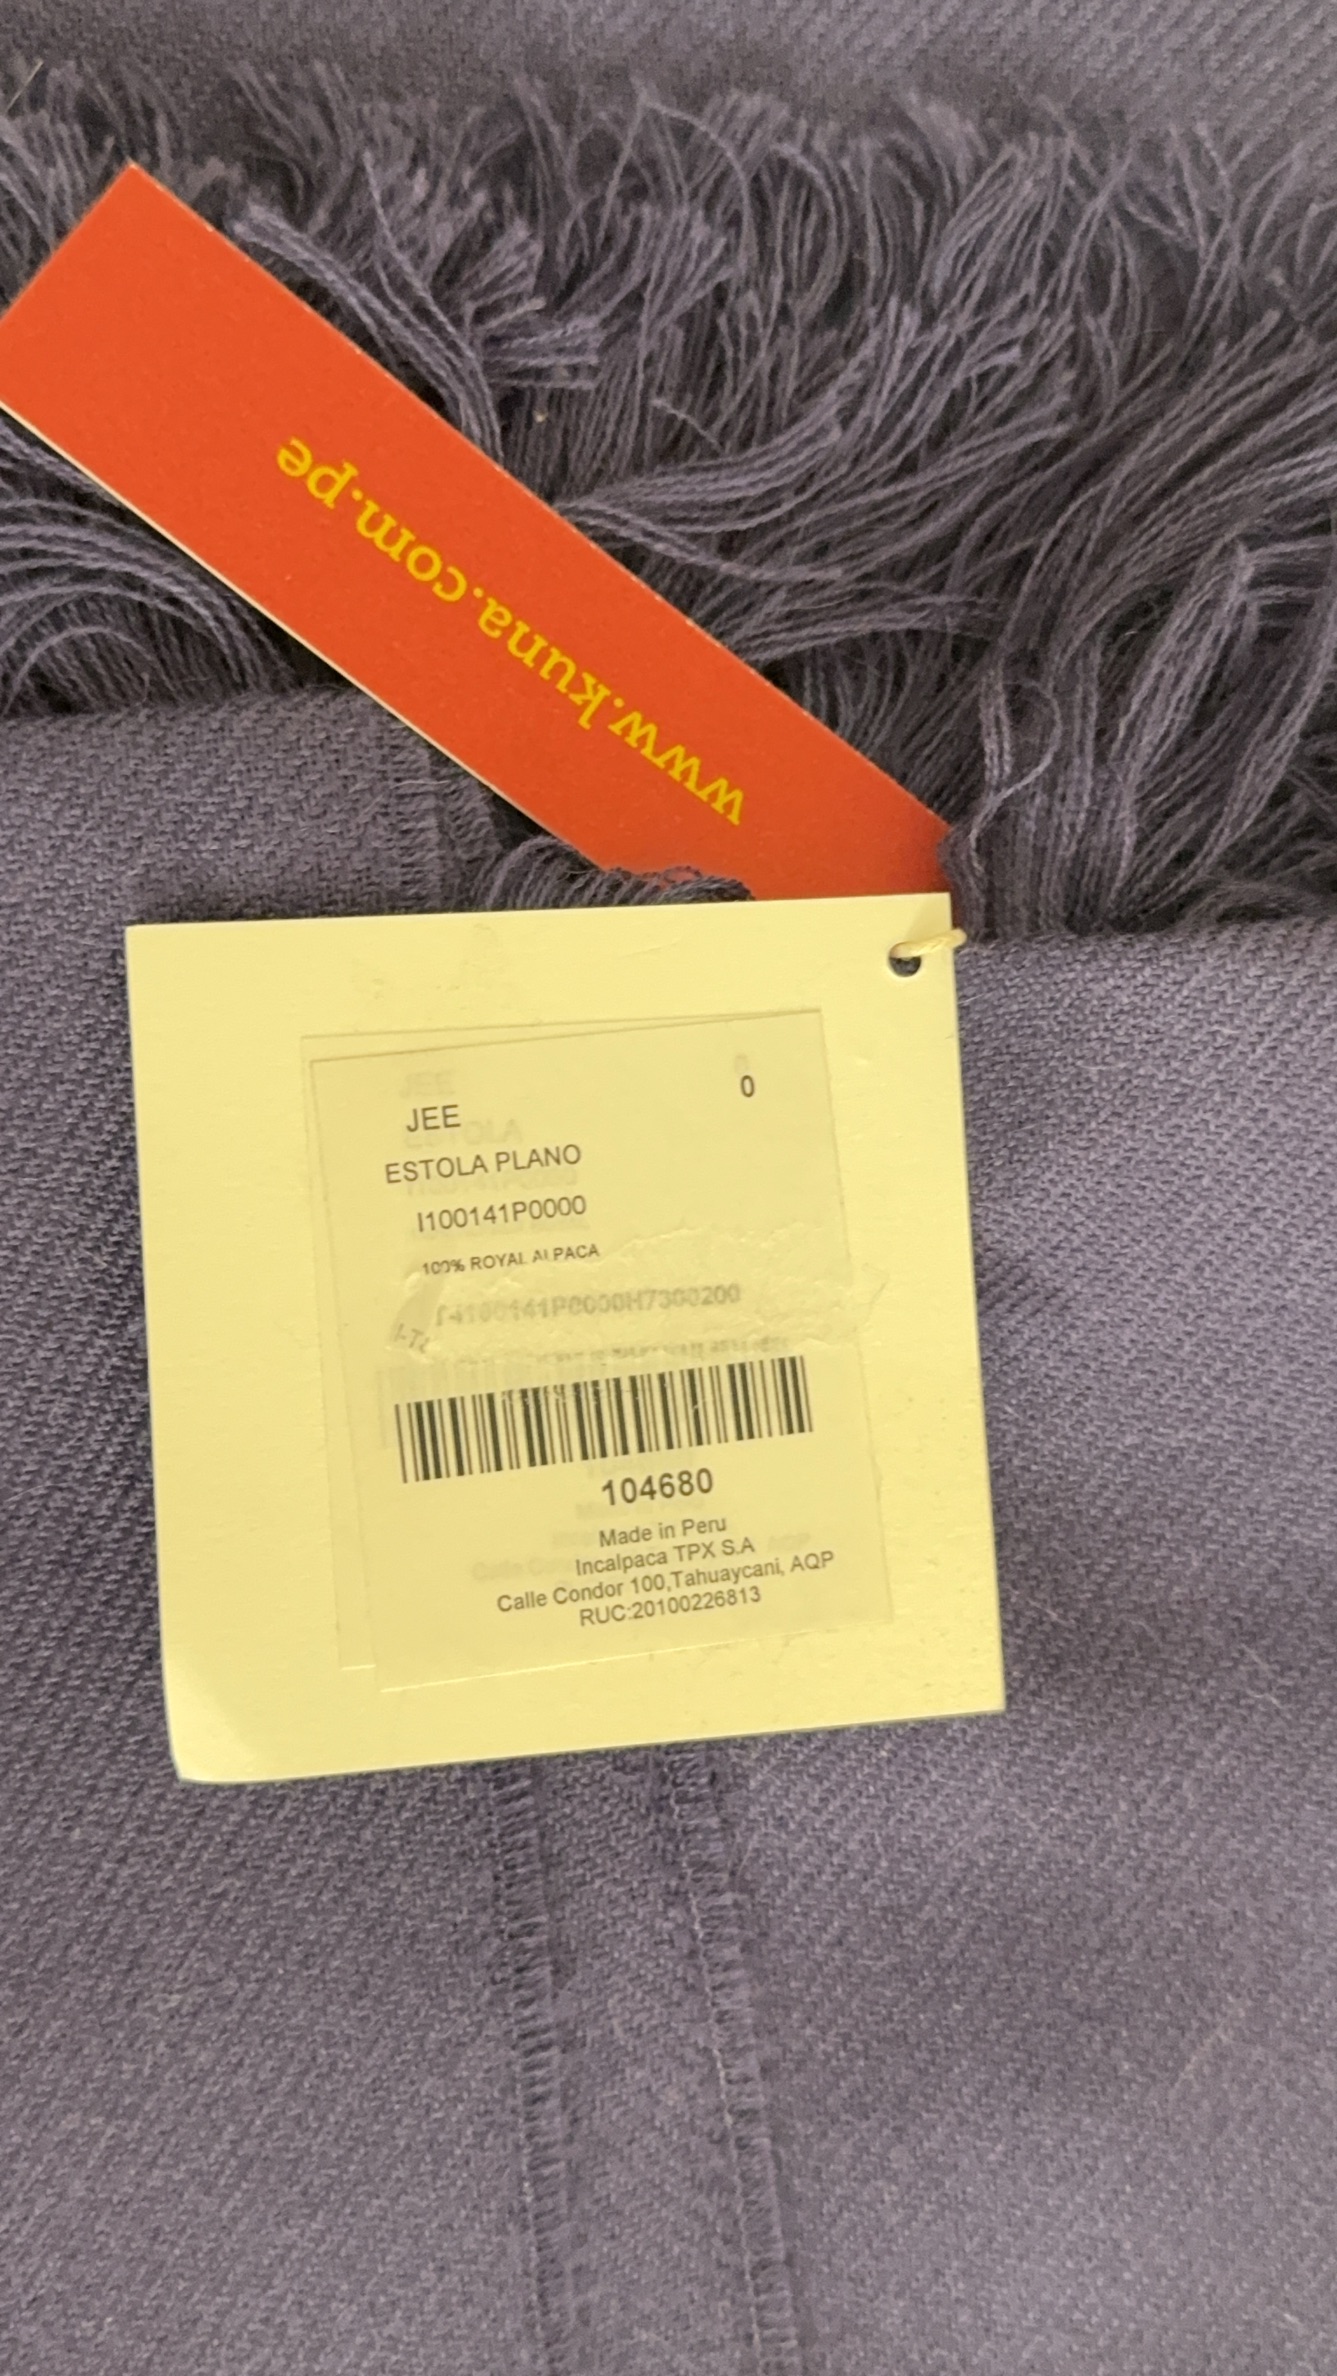 www.kuna.com.pe
JEE 0
ESTOLA PLANO
I100141P0000
100% ROYAL ALPACA
104680
Made in Peru
Incalpaca TPX S.A
Calle Condor 100,Tahuaycani, AQP
RUC:20100226813